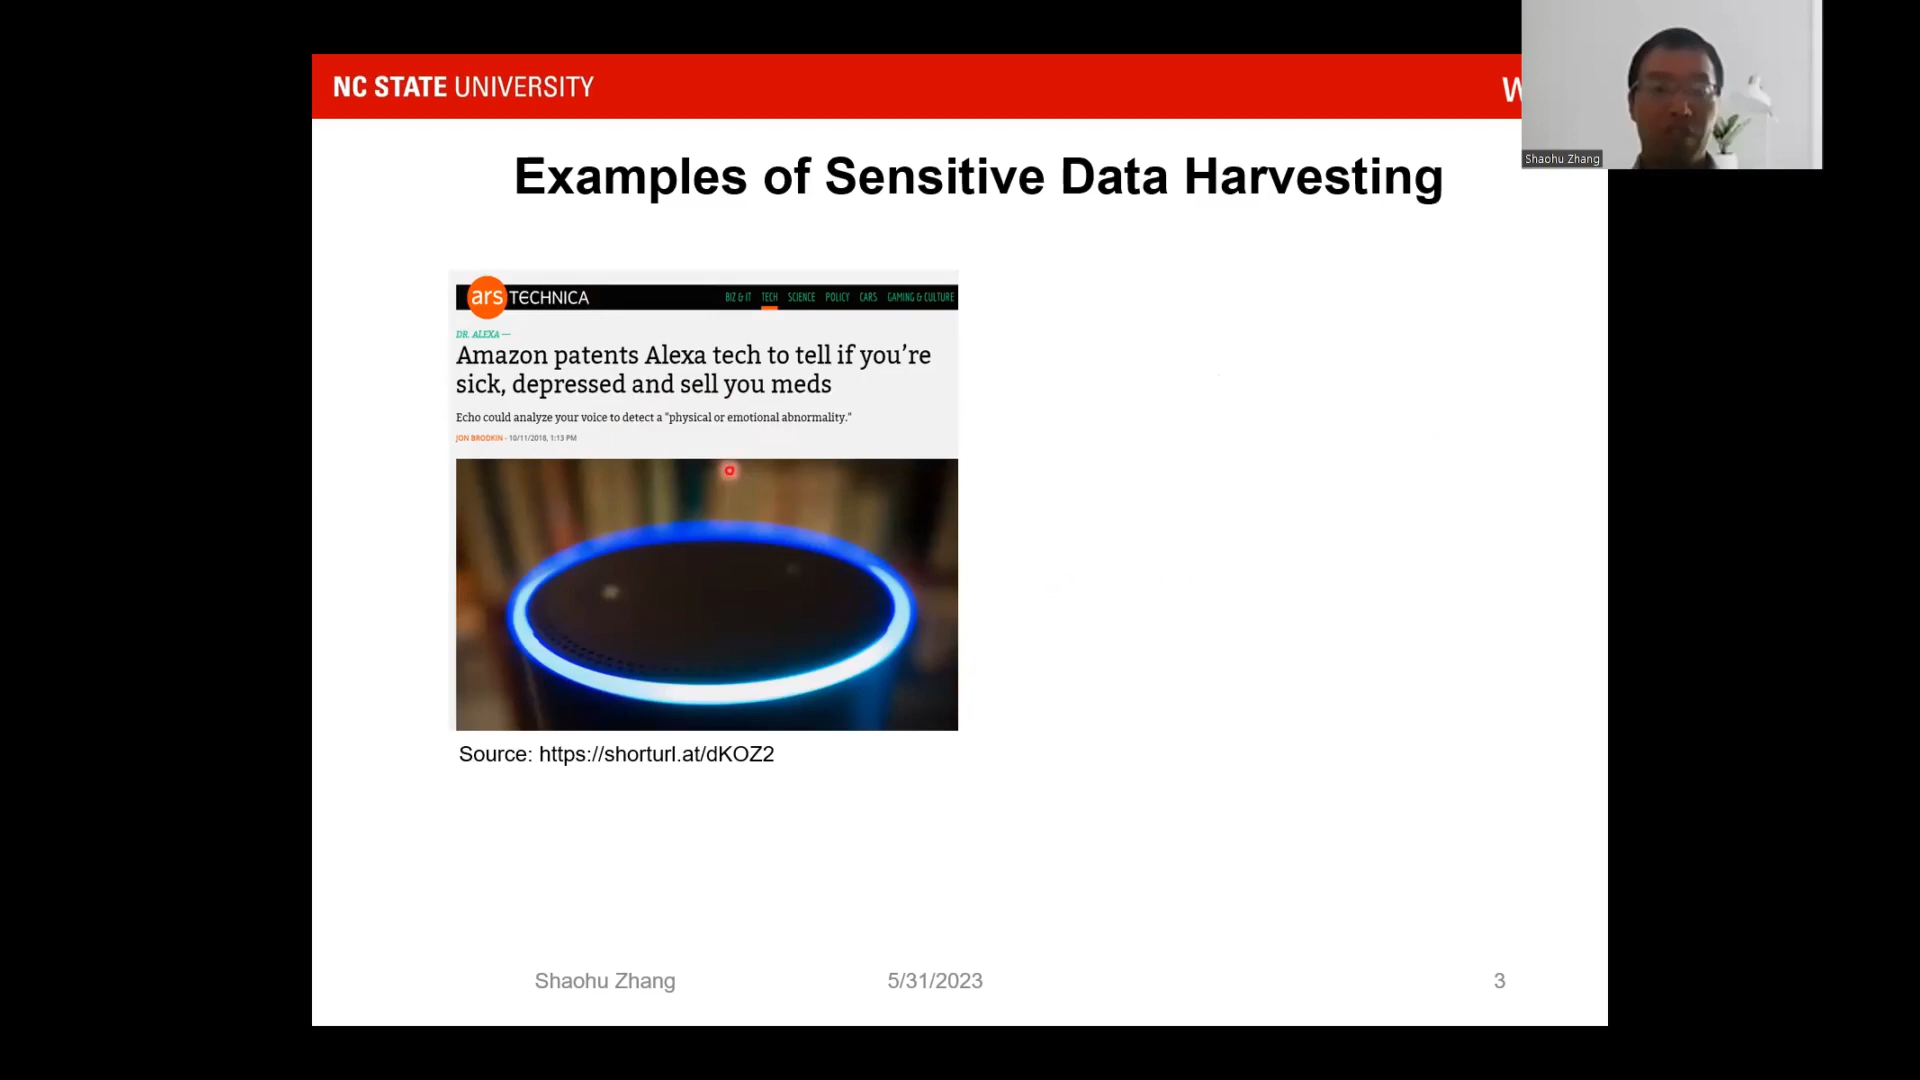 NC STATE UNIVERSITY
Shaohu Zhang
Examples of Sensitive Data Harvesting
ars TECHNICA BIZ & IT TECH SCIENCE POLICY CARS GAMING & CULTURE
DR. ALEXA —
Amazon patents Alexa tech to tell if you’re
sick, depressed and sell you meds
Echo could analyze your voice to detect a "physical or emotional abnormality."
JON BRODKIN - 10/11/2018, 1:13 PM
Source: https://shorturl.at/dKOZ2
Shaohu Zhang 5/31/2023 3